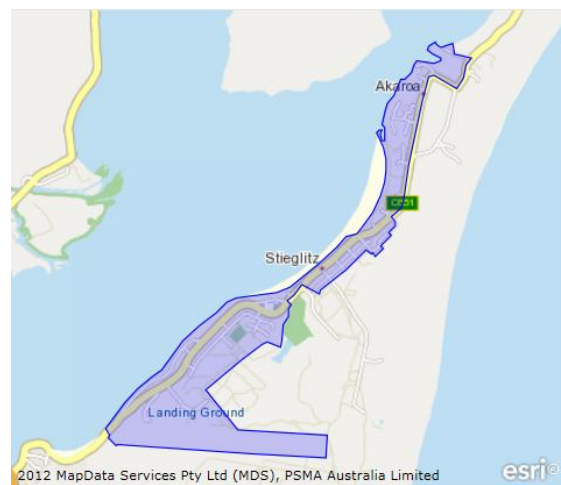 Akaroa
C851
Stieglitz
Landing Ground
2012 MapData Services Pty Ltd (MDS), PSMA Australia Limited
esri